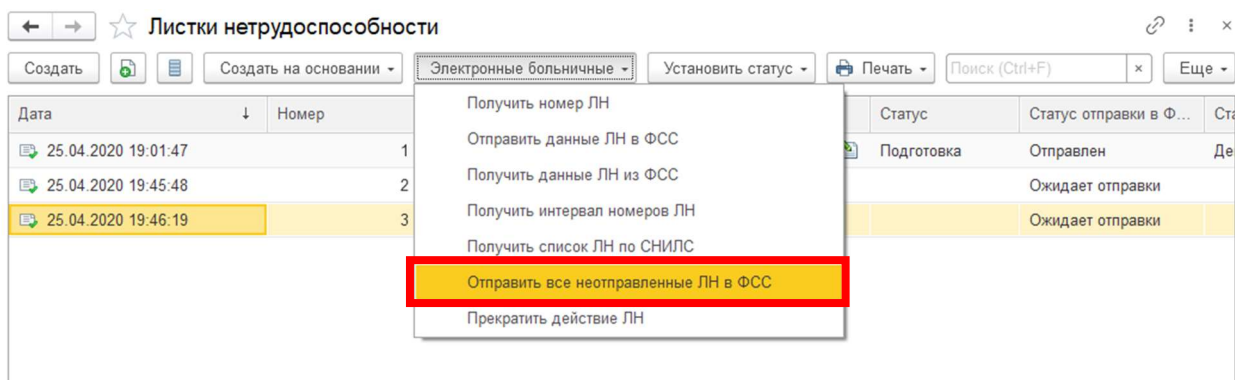 Листки нетрудоспособности
Создать Создать на основании Электронные больничные Установить статус Печать Поиск (Ctrl+F) × Еще
Дата ↓ Номер Статус Статус отправки в Ф... Ста
25.04.2020 19:01:47 1 Подготовка Отправлен Де
25.04.2020 19:45:48 2 Ожидает отправки
25.04.2020 19:46:19 3 Ожидает отправки
Получить номер ЛН
Отправить данные ЛН в ФСС
Получить данные ЛН из ФСС
Получить интервал номеров ЛН
Получить список ЛН по СНИЛС
Отправить все неотправленные ЛН в ФСС
Прекратить действие ЛН